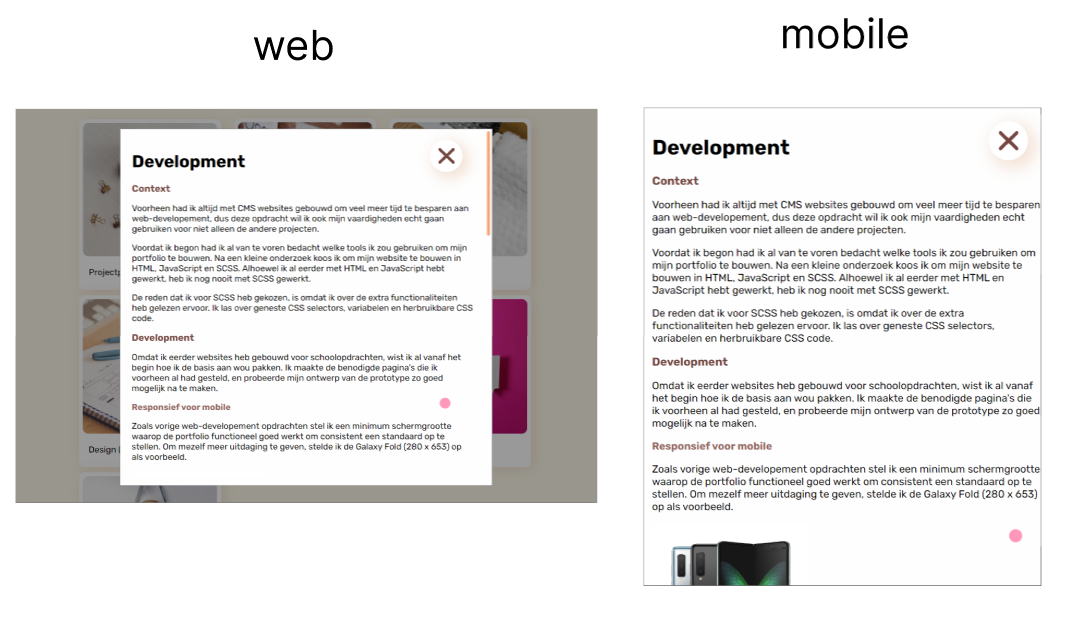 web
mobile
Development
Context
Voorheen had ik altijd met CMS websites gebouwd om veel meer tijd te besparen aan
web-developement, dus deze opdracht wil ik ook mijn vaardigheden echt gaan
gebruiken voor niet alleen de andere projecten.
Voordat ik begon had ik al van te voren bedacht welke tools ik zou gebruiken om mijn
portfolio te bouwen. Na een kleine onderzoek koos ik om mijn website te bouwen in
HTML, JavaScript en SCSS. Alhoewel ik al eerder met HTML en JavaScript hebt
gewerkt, heb ik nog nooit met SCSS gewerkt.
De reden dat ik voor SCSS heb gekozen, is omdat ik over de extra functionaliteiten
heb gelezen ervoor. Ik las over geneste CSS selectors, variabelen en herbruikbare CSS
code.
Development
Omdat ik eerder websites heb gebouwd voor schoolopdrachten, wist ik al vanaf het
begin hoe ik de basis aan wou pakken. Ik maakte de benodigde pagina's die ik
voorheen al had gesteld, en probeerde mijn ontwerp van de prototype zo goed
mogelijk na te maken.
Responsief voor mobile
Zoals vorige web-developement opdrachten stel ik een minimum schermgrootte
waarop de portfolio functioneel goed werkt om consistent een standaard op te
stellen. Om mezelf meer uitdaging te geven, stelde ik de Galaxy Fold (280 x 653) op
als voorbeeld.
Design
Development
Context
Voorheen had ik altijd met CMS websites gebouwd om veel meer tijd te besparen
aan web-developement, dus deze opdracht wil ik ook mijn vaardigheden echt
gaan gebruiken voor niet alleen de andere projecten.
Voordat ik begon had ik al van te voren bedacht welke tools ik zou gebruiken om
mijn portfolio te bouwen. Na een kleine onderzoek koos ik om mijn website te
bouwen in HTML, JavaScript en SCSS. Alhoewel ik al eerder met HTML en
JavaScript hebt gewerkt, heb ik nog nooit met SCSS gewerkt.
De reden dat ik voor SCSS heb gekozen, is omdat ik over de extra
functionaliteiten heb gelezen ervoor. Ik las over geneste CSS selectors,
variabelen en herbruikbare CSS code.
Development
Omdat ik eerder websites heb gebouwd voor schoolopdrachten, wist ik al vanaf
het begin hoe ik de basis aan wou pakken. Ik maakte de benodigde pagina's die
ik voorheen al had gesteld, en probeerde mijn ontwerp van de prototype zo goed
mogelijk na te maken.
Responsief voor mobile
Zoals vorige web-developement opdrachten stel ik een minimum schermgrootte
waarop de portfolio functioneel goed werkt om consistent een standaard op te
stellen. Om mezelf meer uitdaging te geven, stelde ik de Galaxy Fold (280 x 653)
op als voorbeeld.